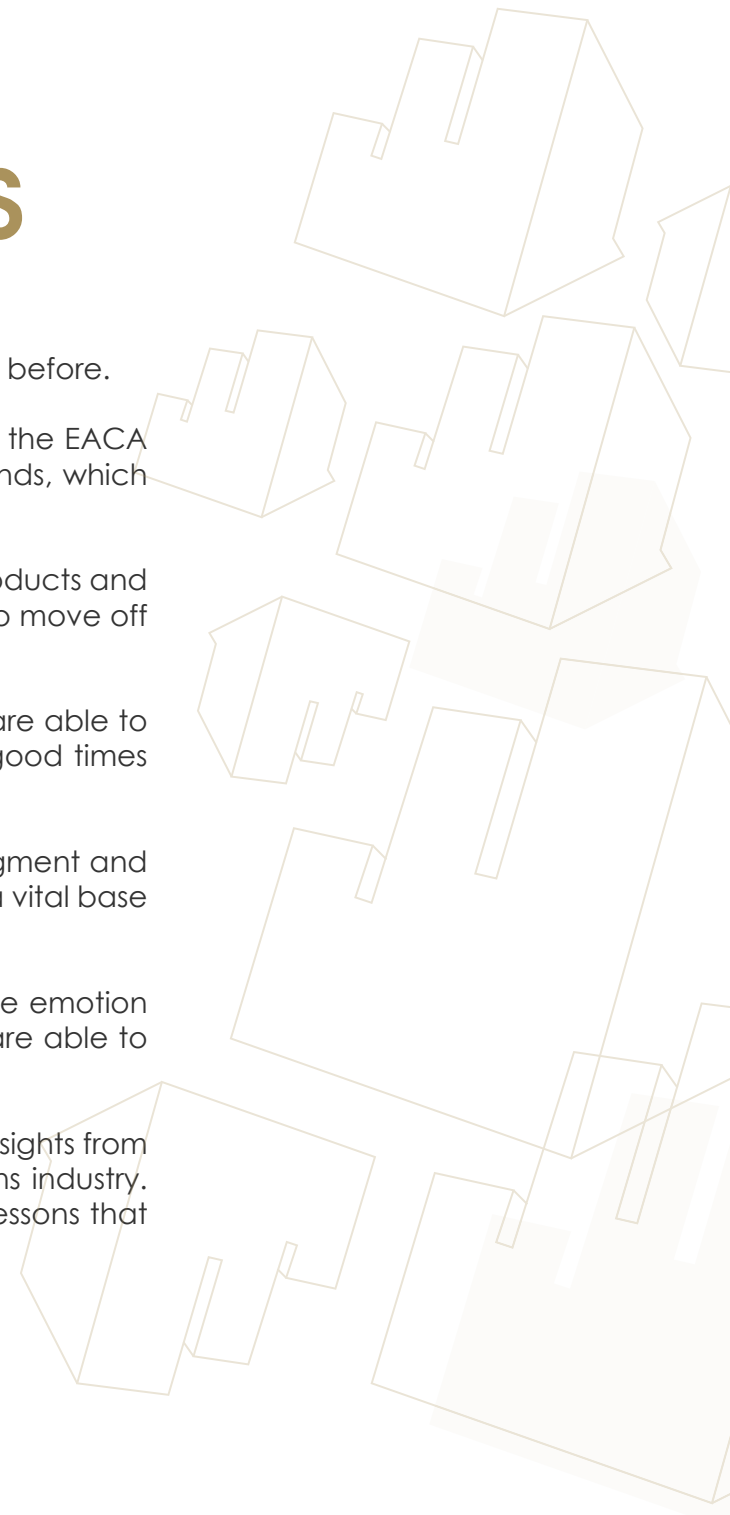 S
before.
the EACA
nds, which
oducts and
o move off
are able to
good times
gment and
vital base
e emotion
are able to
sights from
ns industry.
essons that